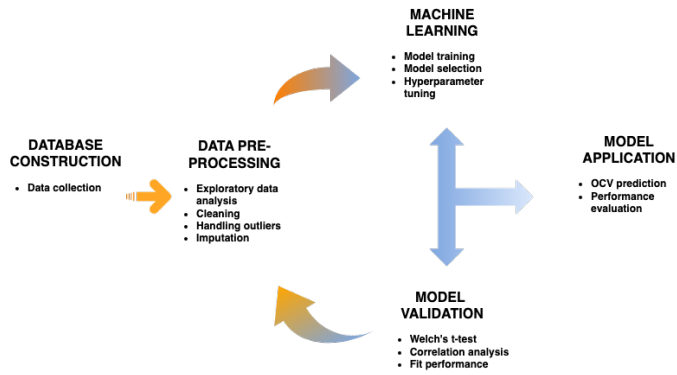 DATABASE
CONSTRUCTION
• Data collection
DATA PRE-
PROCESSING
• Exploratory data
analysis
• Cleaning
• Handling outliers
• Imputation
MACHINE
LEARNING
• Model training
• Model selection
• Hyperparameter
tuning
MODEL
VALIDATION
• Welch's t-test
• Correlation analysis
• Fit performance
MODEL
APPLICATION
• OCV prediction
• Performance
evaluation